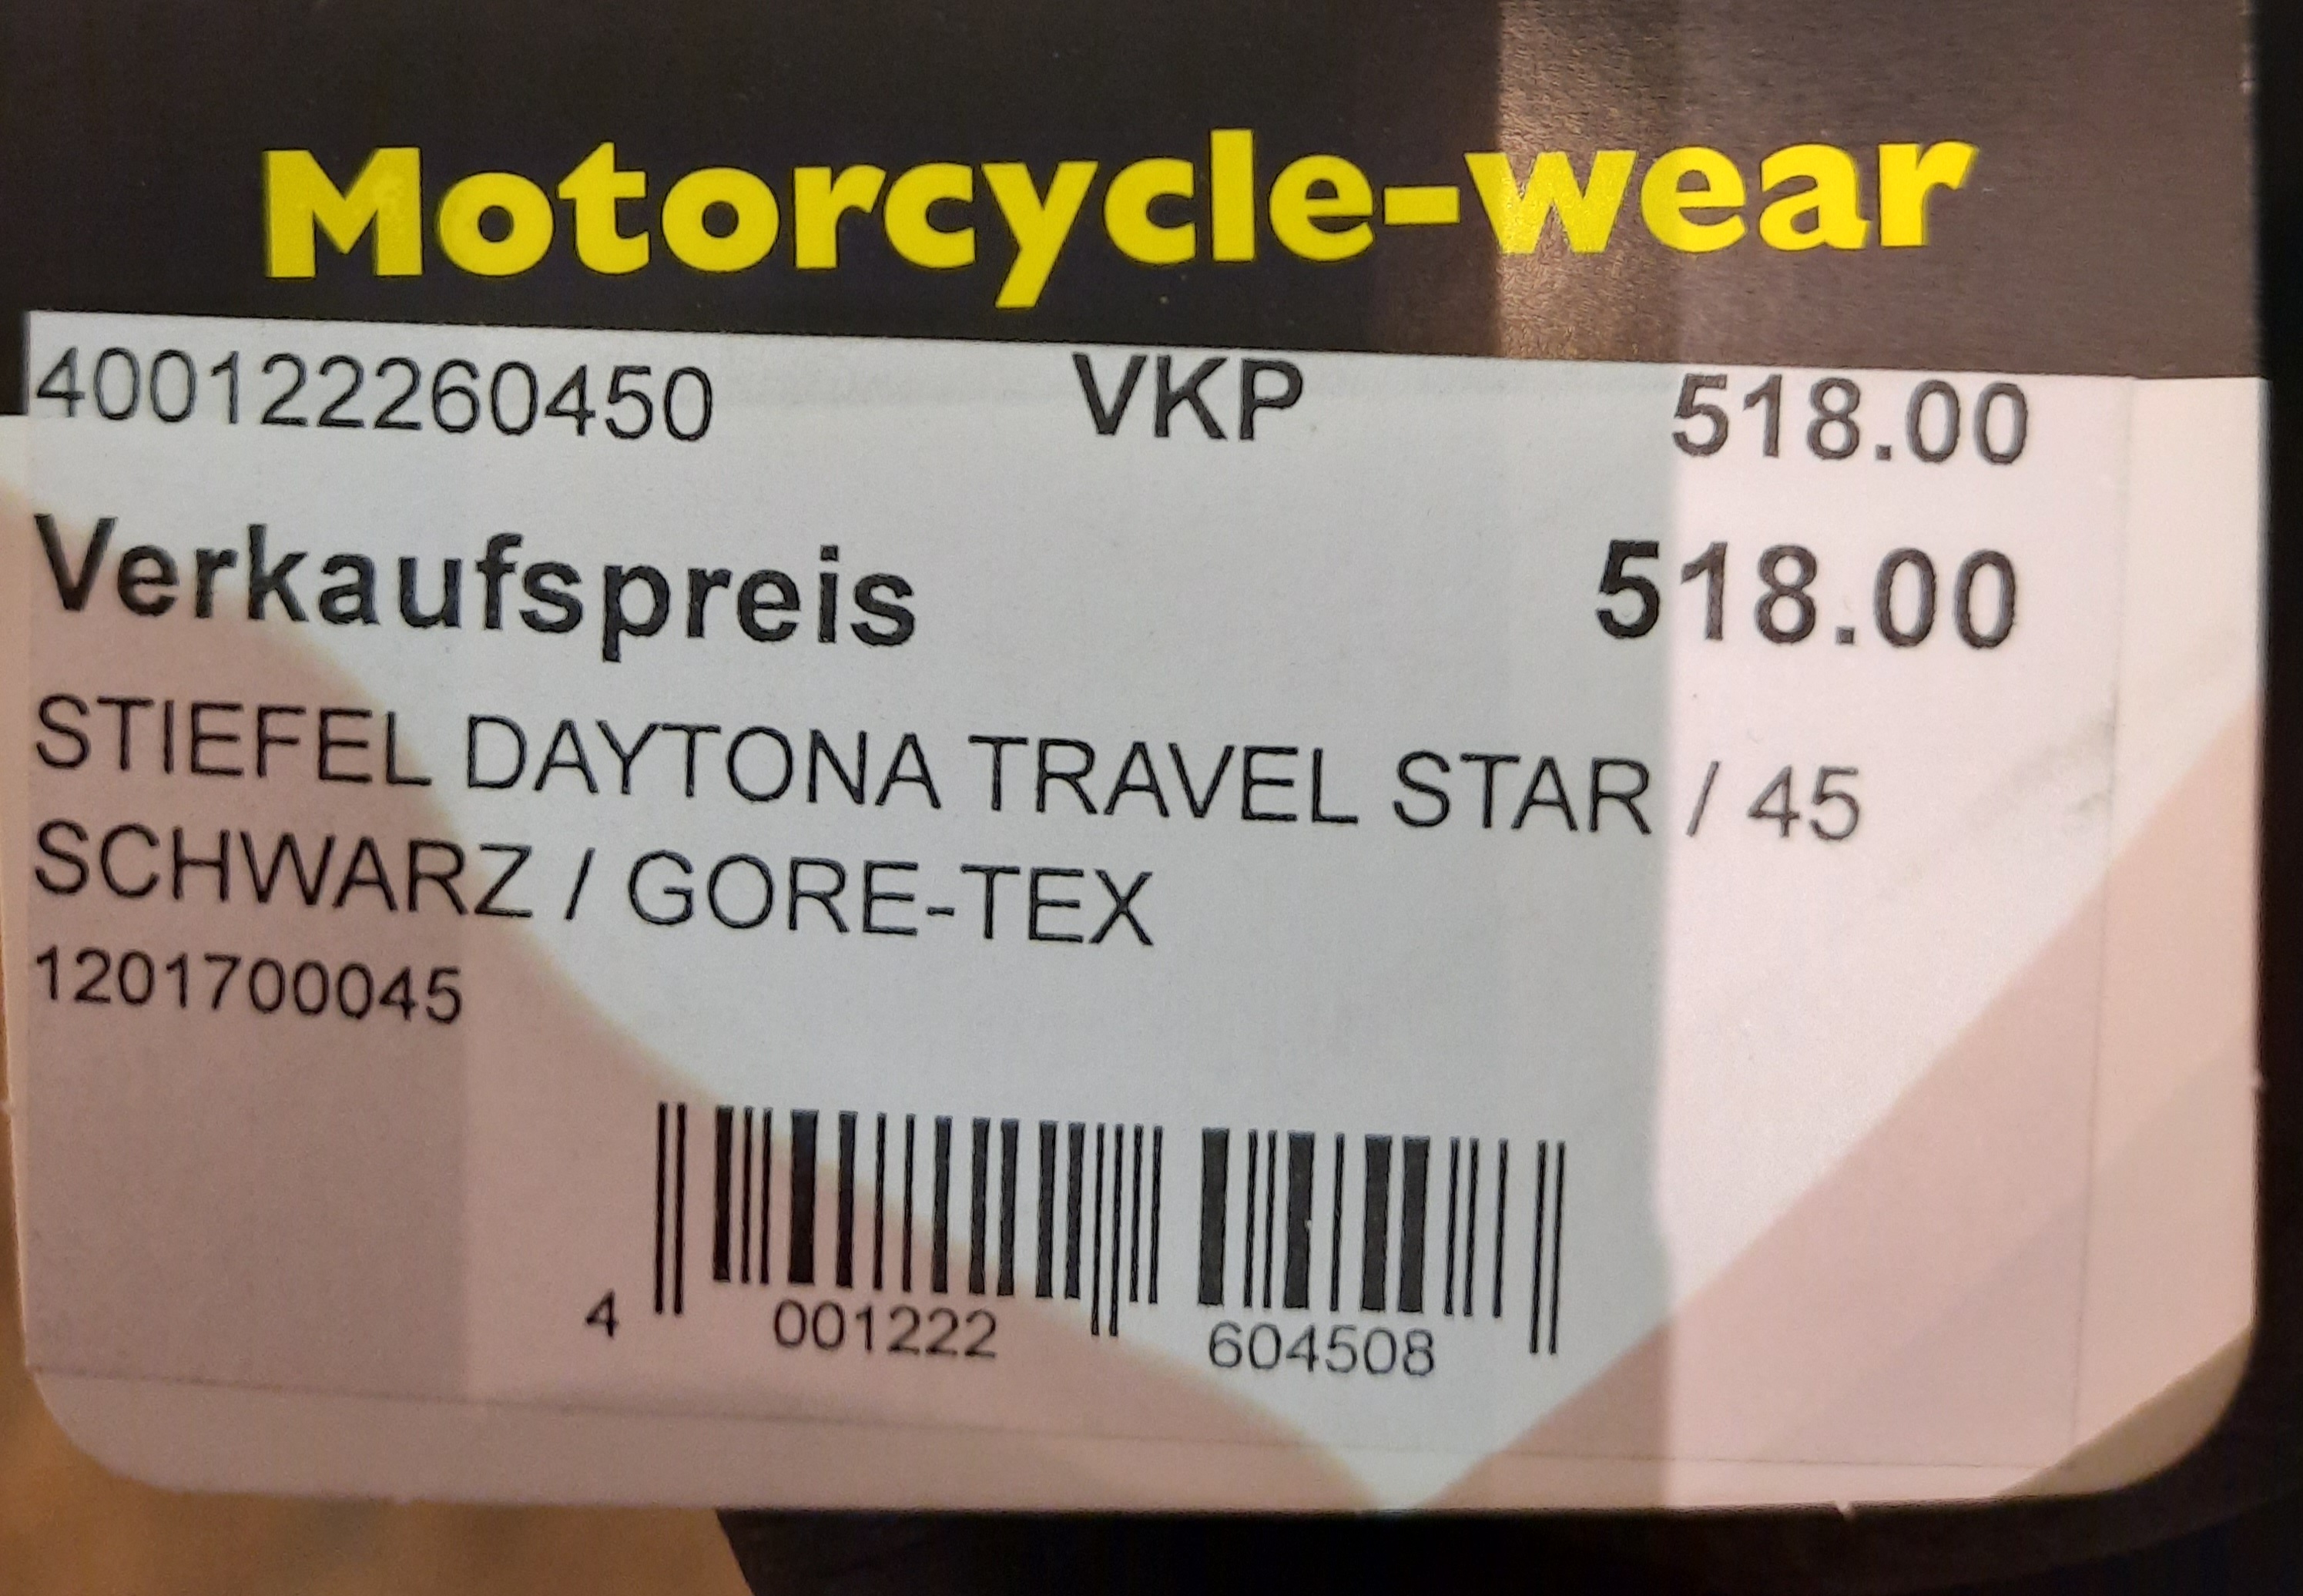 Motorcycle-wear
400122260450 VKP 518.00
Verkaufspreis 518.00
STIEFEL DAYTONA TRAVEL STAR / 45
SCHWARZ / GORE-TEX
1201700045
4 001222 604508